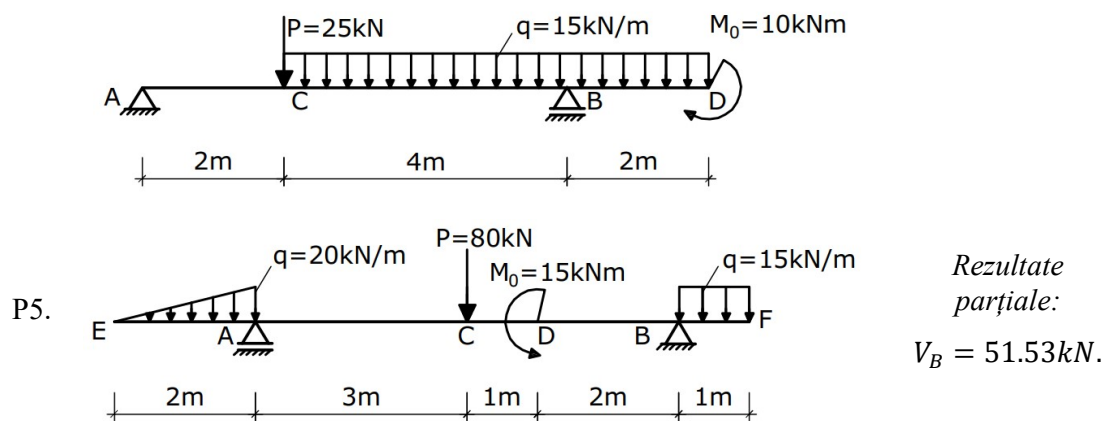 P=25kN q=15kN/m M₀=10kNm
A C B D
2m 4m 2m
P5.
q=20kN/m P=80kN M₀=15kNm q=15kN/m
E A C D B F
2m 3m 1m 2m 1m
Rezultate
parțiale:
V_B = 51.53kN.